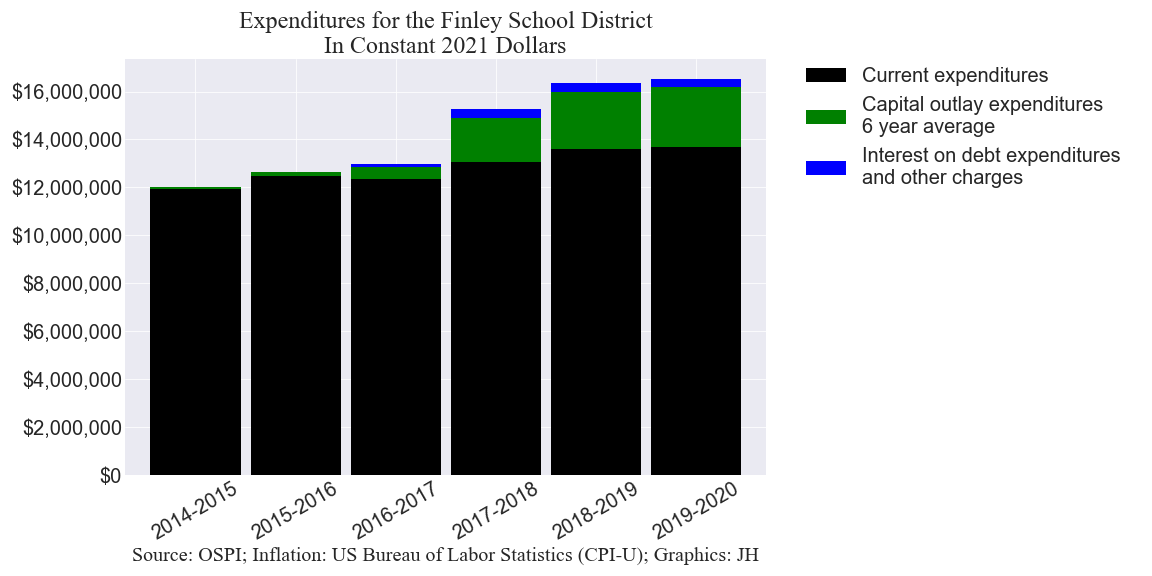 Expenditures for the Finley School District
In Constant 2021 Dollars
$16,000,000
$14,000,000
$12,000,000
$10,000,000
$8,000,000
$6,000,000
$4,000,000
$2,000,000
$0
2014-2015
2015-2016
2016-2017
2017-2018
2018-2019
2019-2020
Source: OSPI; Inflation: US Bureau of Labor Statistics (CPI-U); Graphics: JH
Current expenditures
Capital outlay expenditures
6 year average
Interest on debt expenditures
and other charges